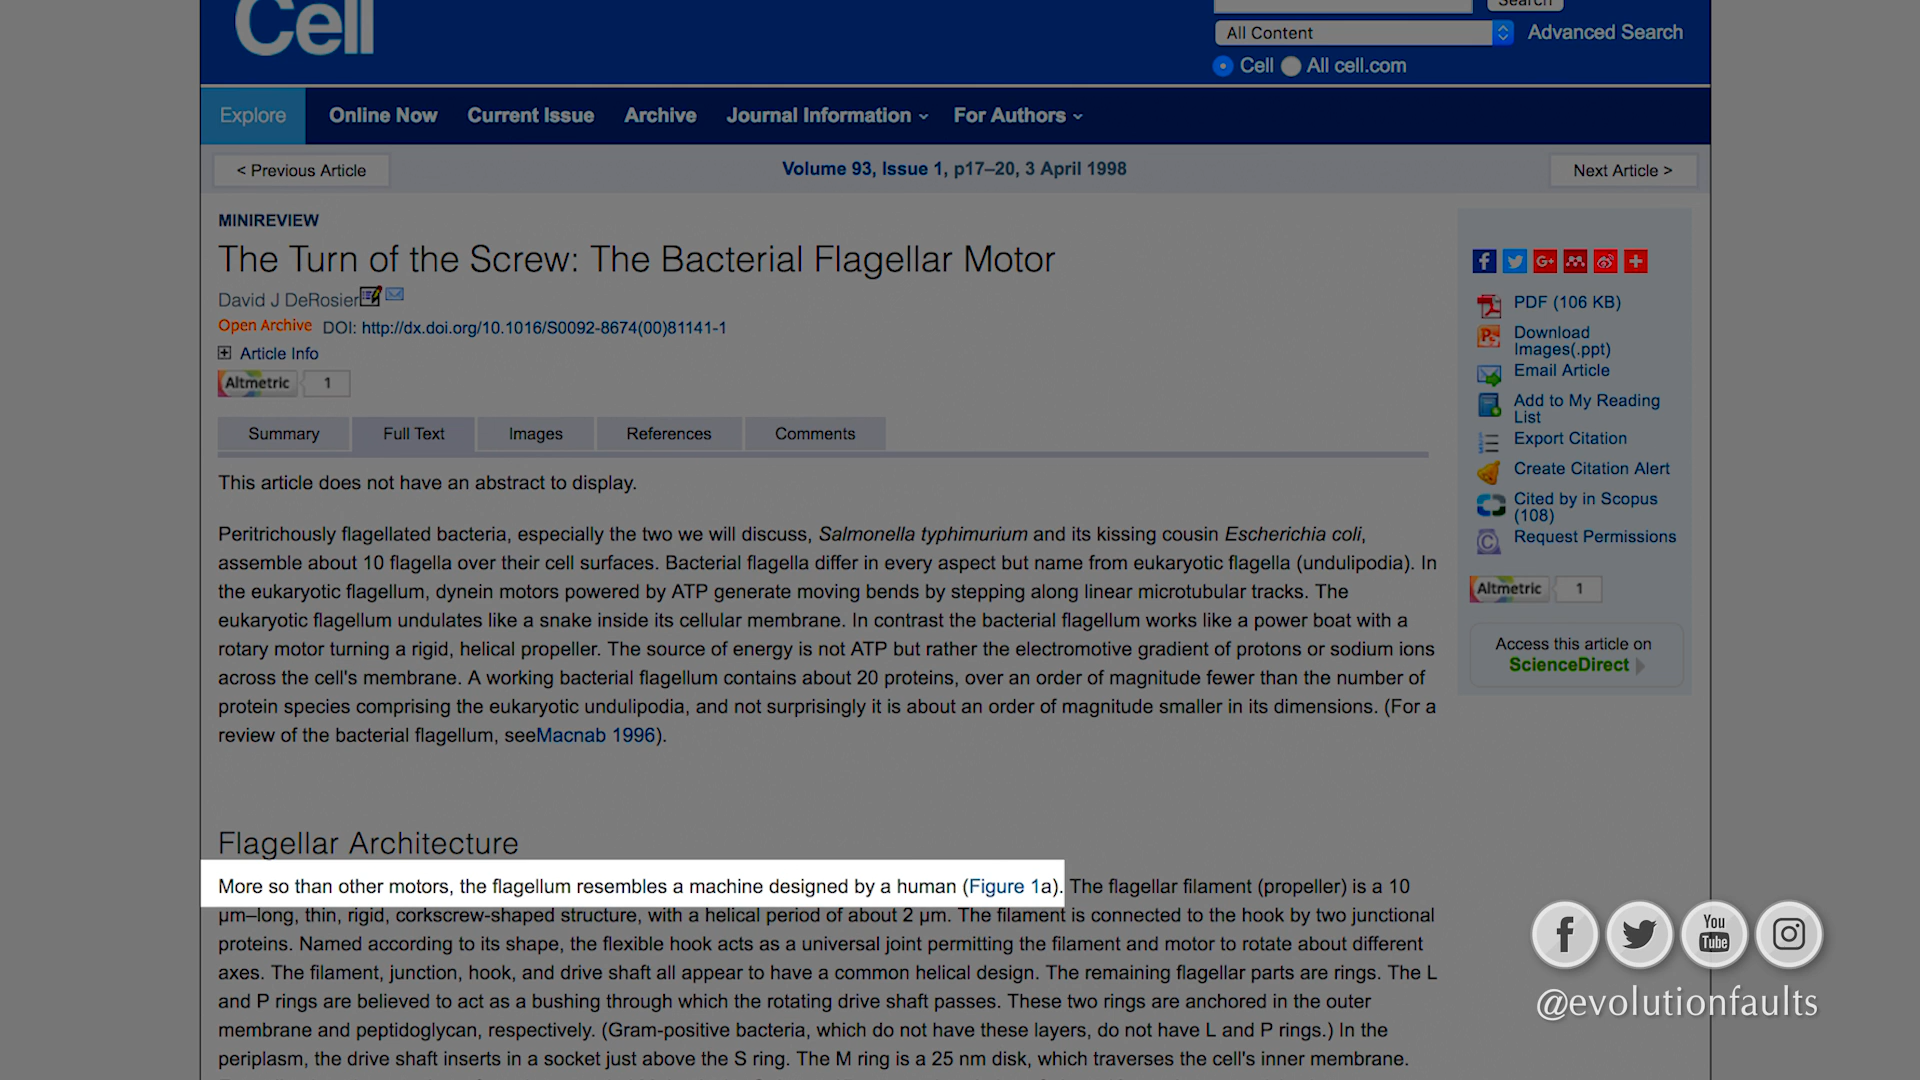 Cell
Search
All Content
Advanced Search
Cell All cell.com
Explore Online Now Current Issue Archive Journal Information For Authors
< Previous Article
Volume 93, Issue 1, p17–20, 3 April 1998
Next Article >
MINIREVIEW
The Turn of the Screw: The Bacterial Flagellar Motor
David J DeRosier
Open Archive DOI: http://dx.doi.org/10.1016/S0092-8674(00)81141-1
Article Info
Altmetric 1
Summary Full Text Images References Comments
This article does not have an abstract to display.
Peritrichously flagellated bacteria, especially the two we will discuss, Salmonella typhimurium and its kissing cousin Escherichia coli,
assemble about 10 flagella over their cell surfaces. Bacterial flagella differ in every aspect but name from eukaryotic flagella (undulipodia). In
the eukaryotic flagellum, dynein motors powered by ATP generate moving bends by stepping along linear microtubular tracks. The
eukaryotic flagellum undulates like a snake inside its cellular membrane. In contrast the bacterial flagellum works like a power boat with a
rotary motor turning a rigid, helical propeller. The source of energy is not ATP but rather the electromotive gradient of protons or sodium ions
across the cell's membrane. A working bacterial flagellum contains about 20 proteins, over an order of magnitude fewer than the number of
protein species comprising the eukaryotic undulipodia, and not surprisingly it is about an order of magnitude smaller in its dimensions. (For a
review of the bacterial flagellum, seeMacnab 1996).
Flagellar Architecture
More so than other motors, the flagellum resembles a machine designed by a human (Figure 1a). The flagellar filament (propeller) is a 10
μm–long, thin, rigid, corkscrew-shaped structure, with a helical period of about 2 μm. The filament is connected to the hook by two junctional
proteins. Named according to its shape, the flexible hook acts as a universal joint permitting the filament and motor to rotate about different
axes. The filament, junction, hook, and drive shaft all appear to have a common helical design. The remaining flagellar parts are rings. The L
and P rings are believed to act as a bushing through which the rotating drive shaft passes. These two rings are anchored in the outer
membrane and peptidoglycan, respectively. (Gram-positive bacteria, which do not have these layers, do not have L and P rings.) In the
periplasm, the drive shaft inserts in a socket just above the S ring. The M ring is a 25 nm disk, which traverses the cell's inner membrane.
PDF (106 KB)
Download
Images(.ppt)
Email Article
Add to My Reading
List
Export Citation
Create Citation Alert
Cited by in Scopus
(108)
Request Permissions
Altmetric 1
Access this article on
ScienceDirect
You
Tube
@evolutionfaults